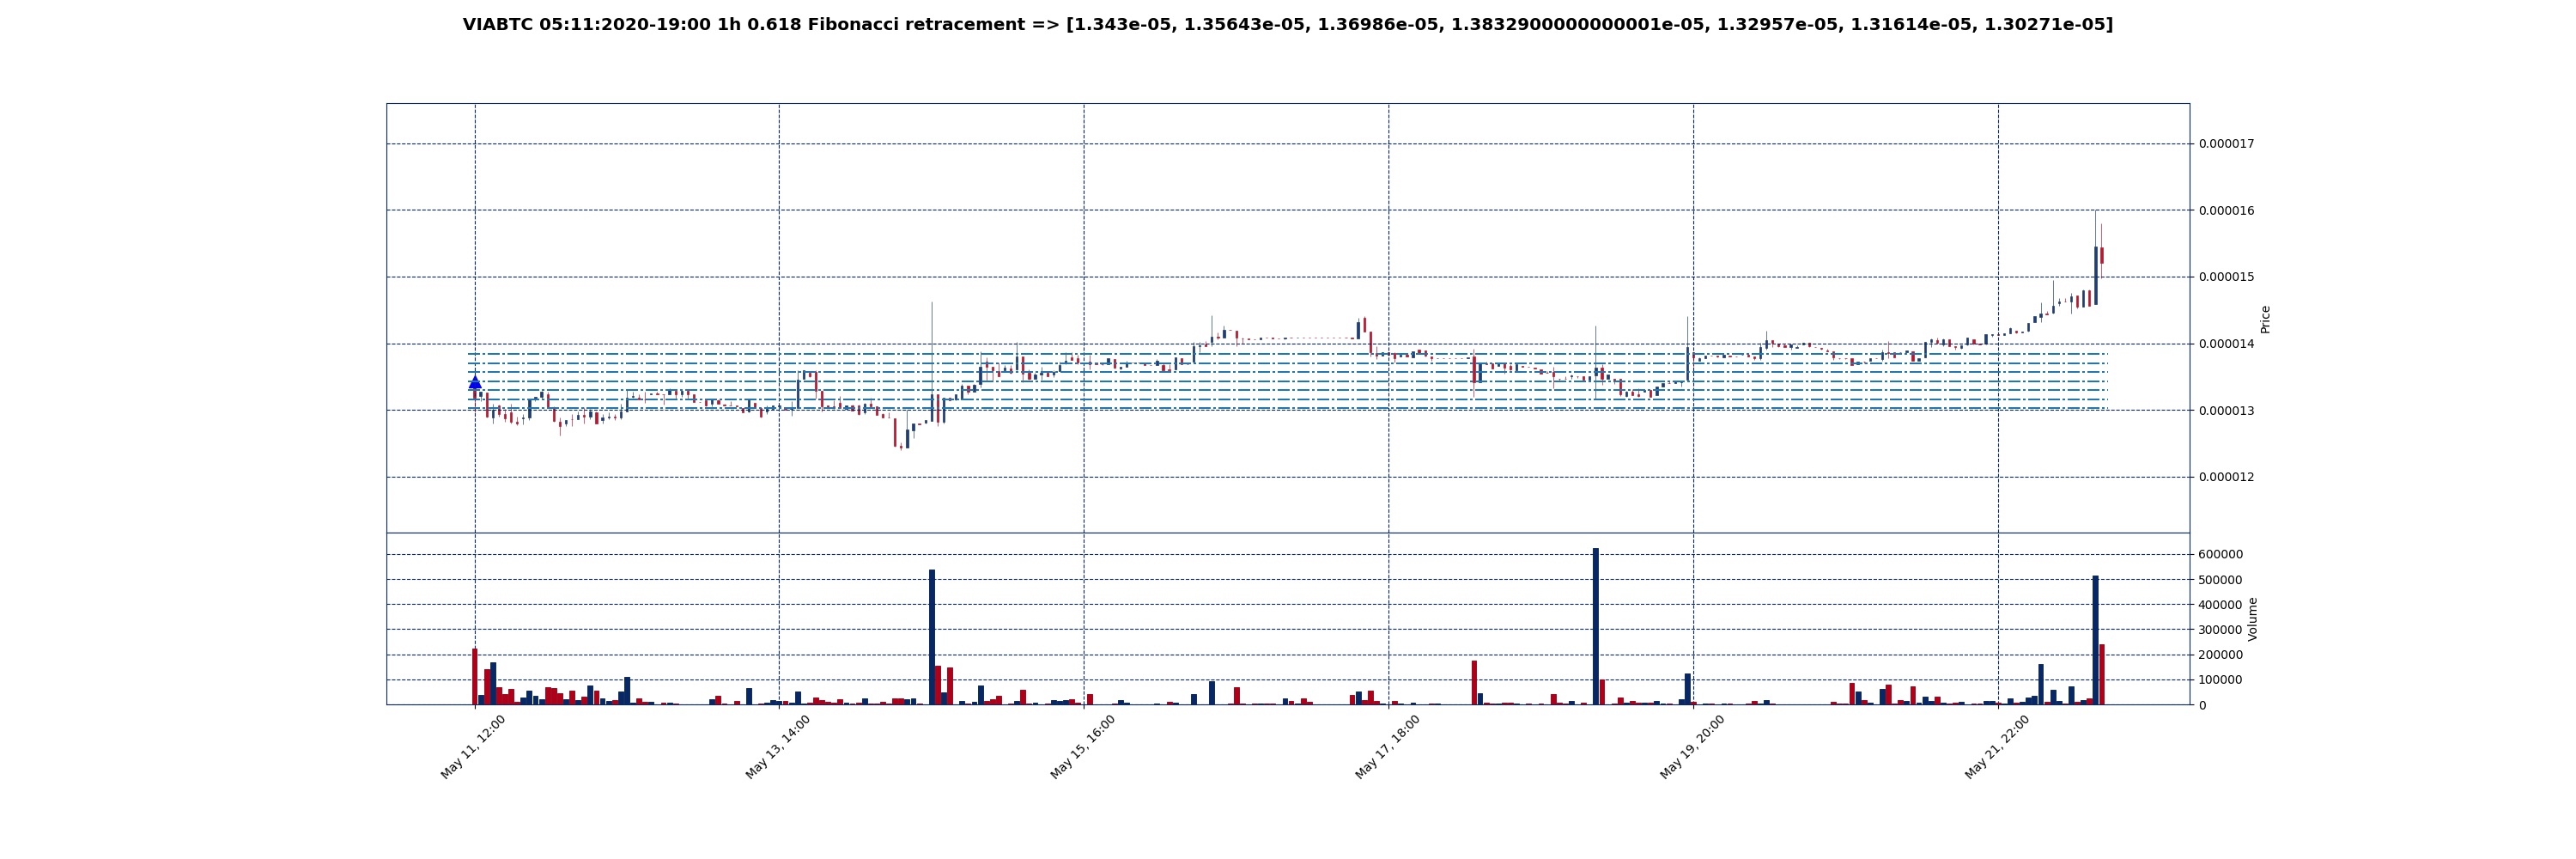 VIABTC 05:11:2020-19:00 1h 0.618 Fibonacci retracement => [1.343e-05, 1.35643e-05, 1.36986e-05, 1.3832900000000001e-05, 1.32957e-05, 1.31614e-05, 1.30271e-05]
0.000017
0.000016
0.000015
Price
0.000014
0.000013
0.000012
600000
500000
400000
300000
Volume
200000
100000
0
May 11, 12:00
May 13, 14:00
May 15, 16:00
May 17, 18:00
May 19, 20:00
May 21, 22:00